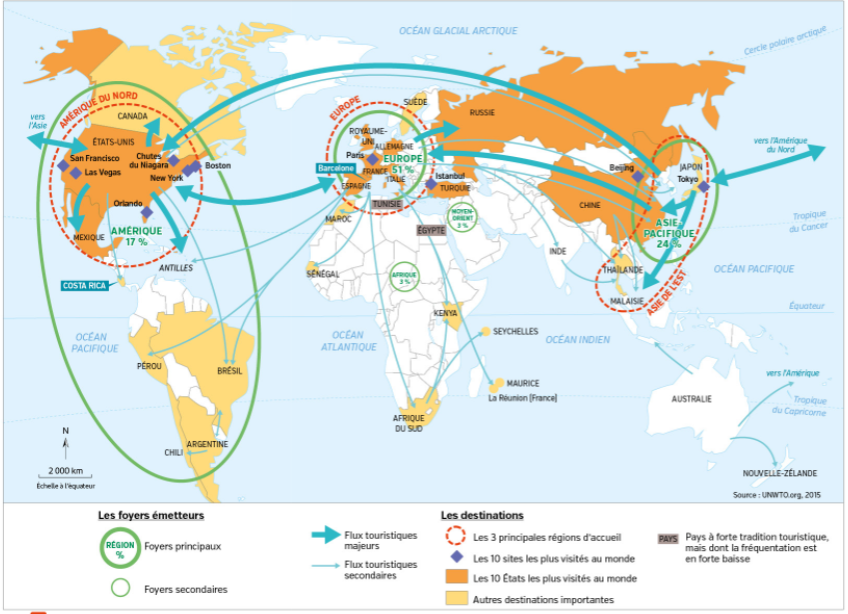 OCÉAN GLACIAL ARCTIQUE
Cercle polaire arctique
AMÉRIQUE DU NORD
CANADA
vers
l'Asie
ÉTATS-UNIS
San Francisco
Las Vegas
Chutes
du Niagara
New York
Boston
Orlando
MEXIQUE
AMÉRIQUE
17 %
ANTILLES
COSTA RICA
OCÉAN
PACIFIQUE
PÉROU
BRÉSIL
ARGENTINE
CHILI
N
2 000 km
Échelle à l'équateur
EUROPE
SUÈDE
ROYAUME-
UNI
ALLEMAGNE
Paris
EUROPE
51 %
FRANCE
Barcelone
ITALIE
ESPAGNE
Istanbul
TURQUIE
TUNISIE
MAROC
ÉGYPTE
MOYEN-
ORIENT
3 %
SÉNÉGAL
AFRIQUE
3 %
KENYA
OCÉAN
ATLANTIQUE
AFRIQUE
DU SUD
SEYCHELLES
OCÉAN INDIEN
MAURICE
La Réunion (France)
RUSSIE
Beijing
JAPON
Tokyo
vers l'Amérique
du Nord
CHINE
ASIE
PACIFIQUE
24 %
Tropique
du Cancer
INDE
THAÏLANDE
OCÉAN PACIFIQUE
MALAISIE
ASIE DE L'EST
Équateur
vers l'Amérique
AUSTRALIE
Tropique
du Capricorne
NOUVELLE-ZÉLANDE
Source : UNWTO.org, 2015
Les foyers émetteurs
RÉGION
%
Foyers principaux
Foyers secondaires
Flux touristiques
majeurs
Flux touristiques
secondaires
Les destinations
Les 3 principales régions d'accueil
Les 10 sites les plus visités au monde
Les 10 États les plus visités au monde
Autres destinations importantes
PAYS
Pays à forte tradition touristique,
mais dont la fréquentation est
en forte baisse